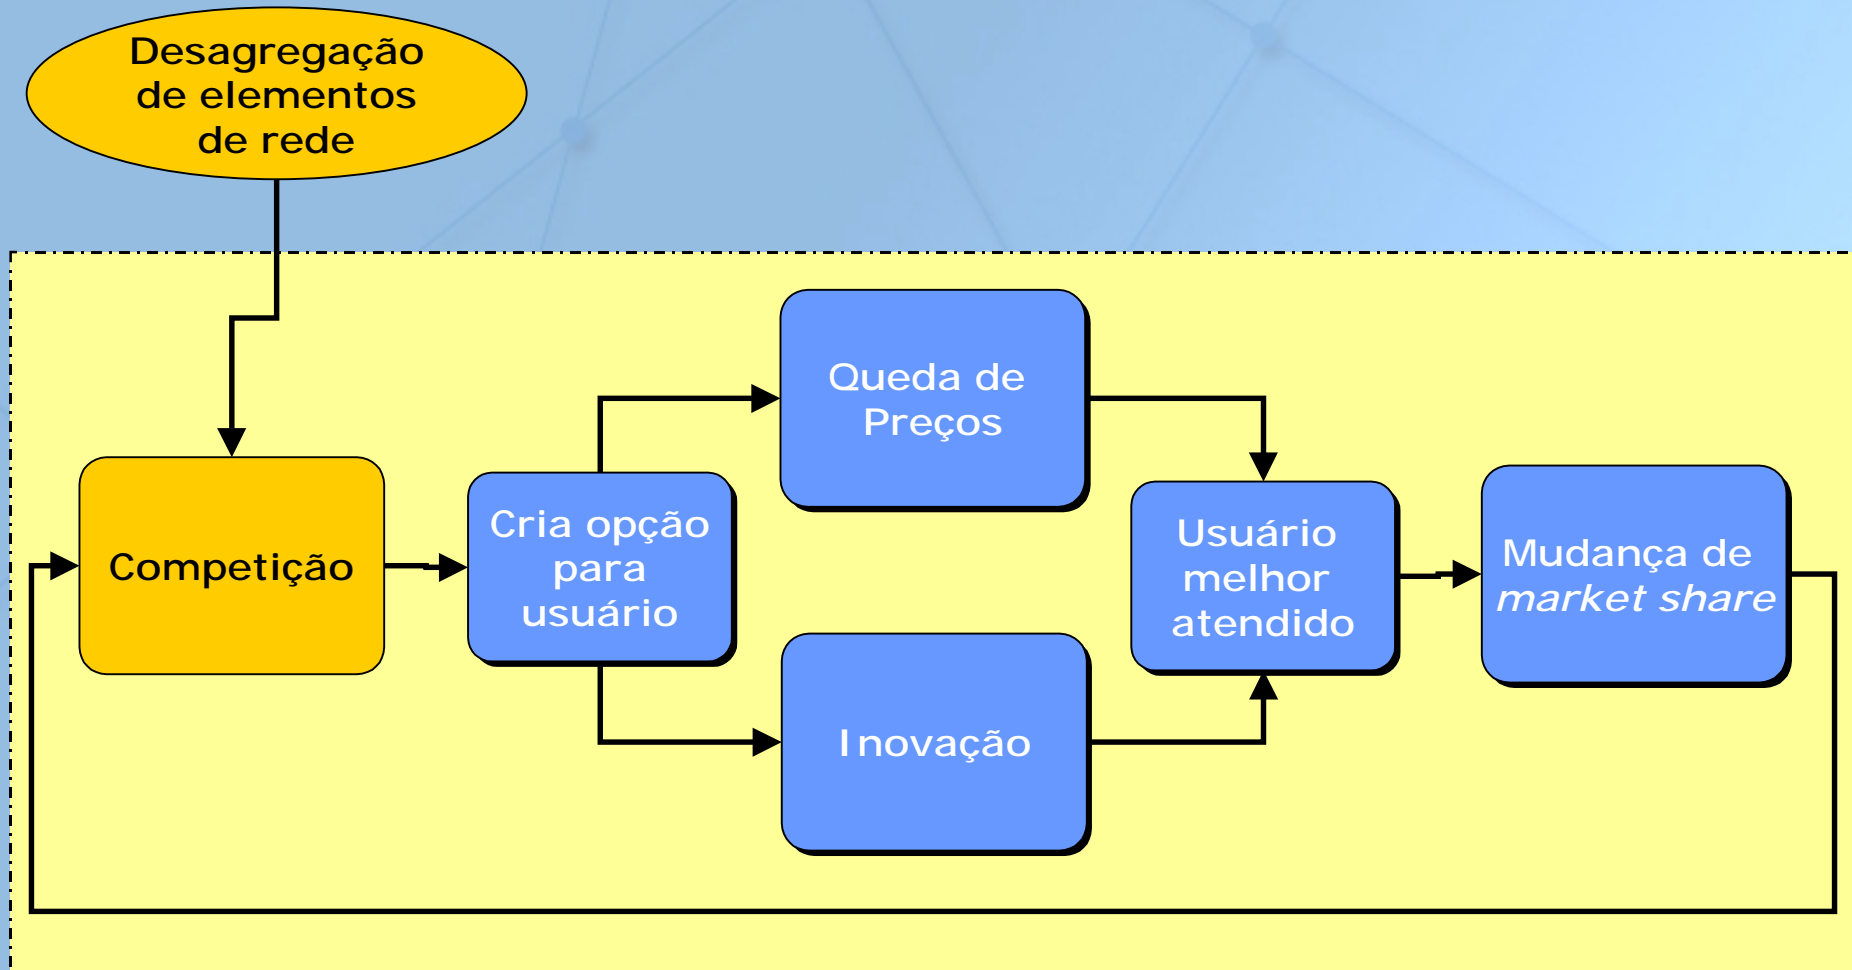 Desagregação
de elementos
de rede
Competição
Cria opção
para
usuário
Queda de
Preços
Inovação
Usuário
melhor
atendido
Mudança de
market share